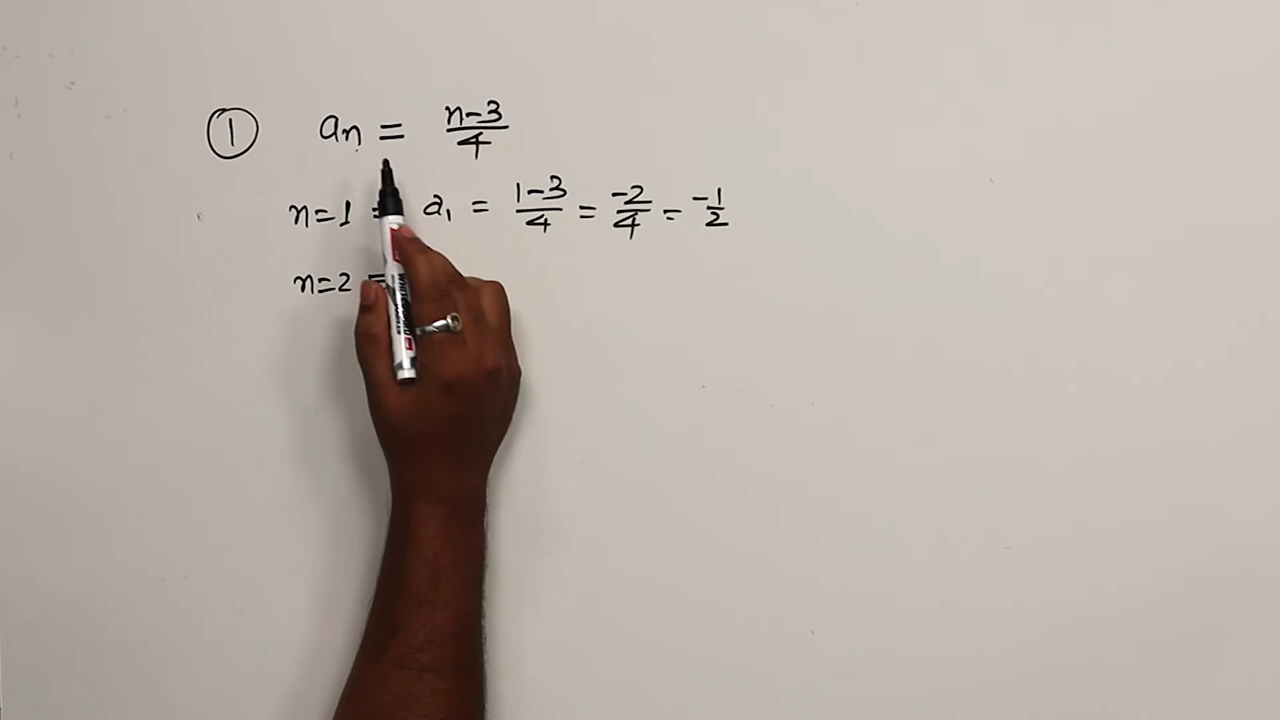 ① an = n-3/4
n=1 = a1 = 1-3/4 = -2/4 = -1/2
n=2 =